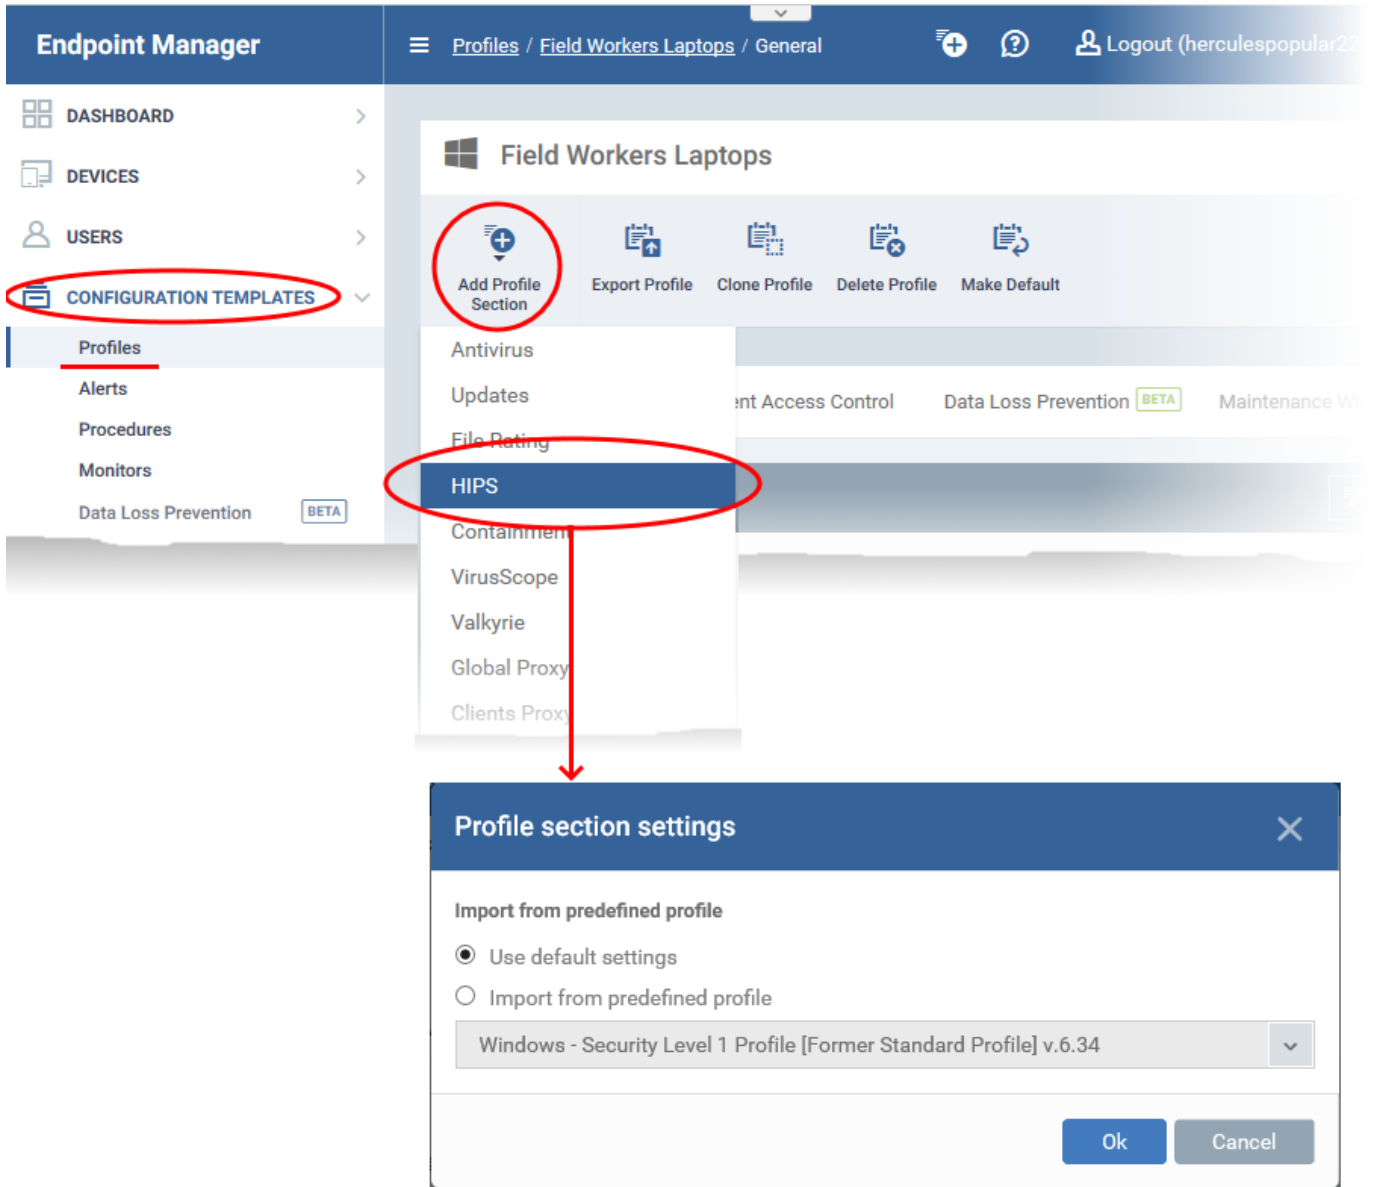 Endpoint Manager
Profiles / Field Workers Laptops / General
Logout (herculespopular22
DASHBOARD
DEVICES
USERS
CONFIGURATION TEMPLATES
Profiles
Alerts
Procedures
Monitors
Data Loss Prevention BETA
Field Workers Laptops
Add Profile
Section
Export Profile
Clone Profile
Delete Profile
Make Default
Antivirus
Updates
File Rating
HIPS
Containment
VirusScope
Valkyrie
Global Proxy
Clients Proxy
ent Access Control
Data Loss Prevention BETA
Maintenance Wi
Profile section settings
Import from predefined profile
Use default settings
Import from predefined profile
Windows - Security Level 1 Profile [Former Standard Profile] v.6.34
Ok
Cancel